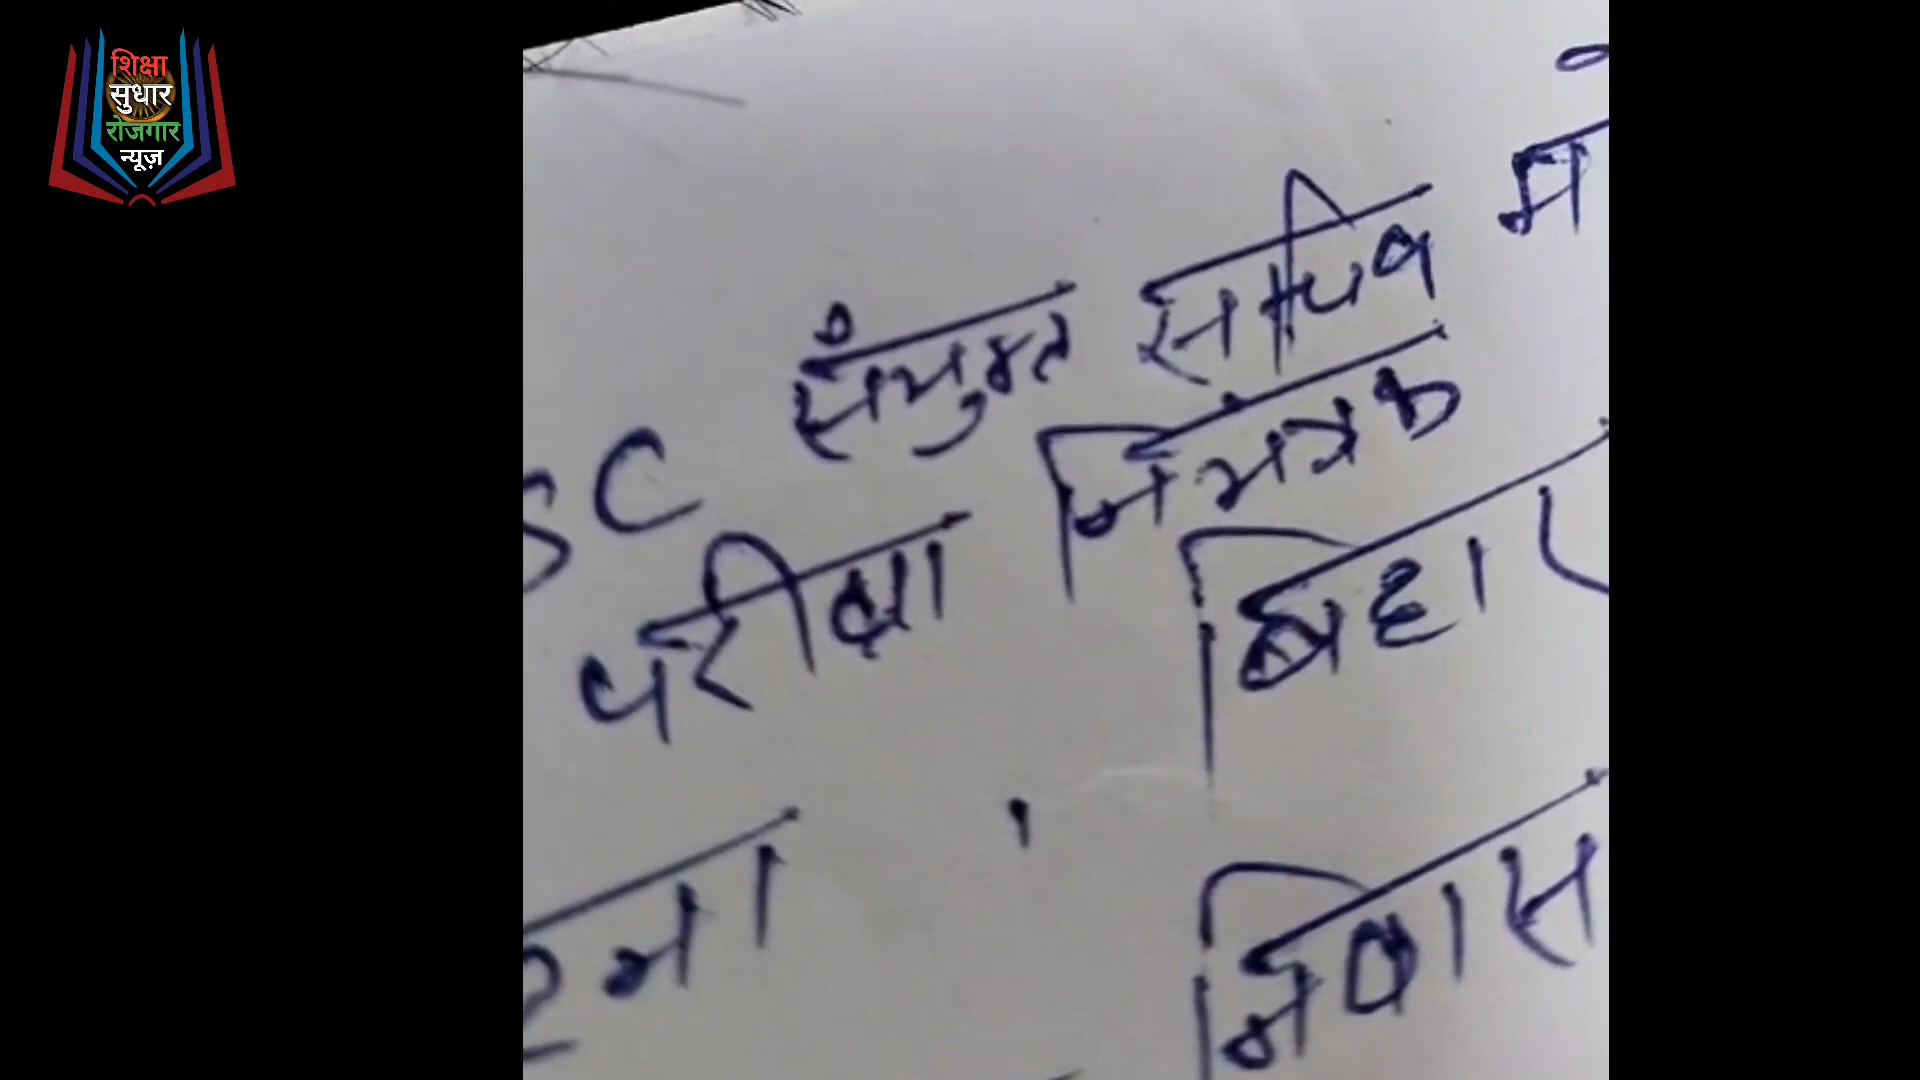 शिक्षा
सुधार
रोजगार
न्यूज़
SC संयुक्त सचिव
परीक्षा नियंत्रक
बिहार
निवास